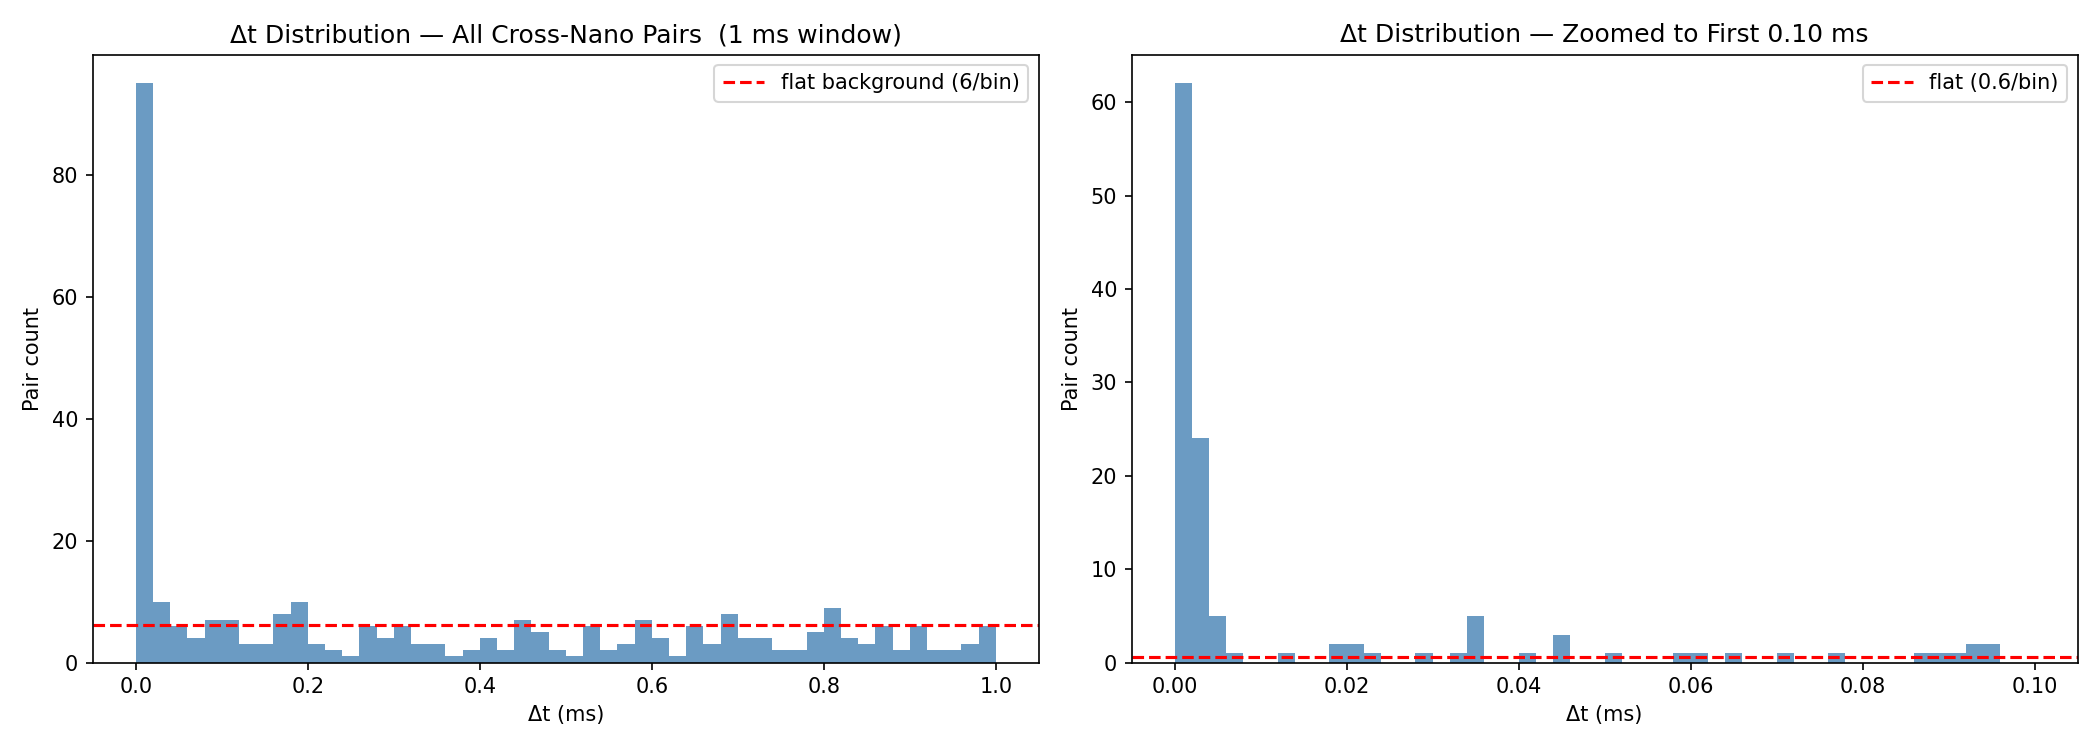 Δt Distribution — All Cross-Nano Pairs  (1 ms window)
flat background (6/bin)
Pair count
80
60
40
20
0
0.0 0.2 0.4 0.6 0.8 1.0
Δt (ms)
Δt Distribution — Zoomed to First 0.10 ms
flat (0.6/bin)
Pair count
60
50
40
30
20
10
0
0.00 0.02 0.04 0.06 0.08 0.10
Δt (ms)